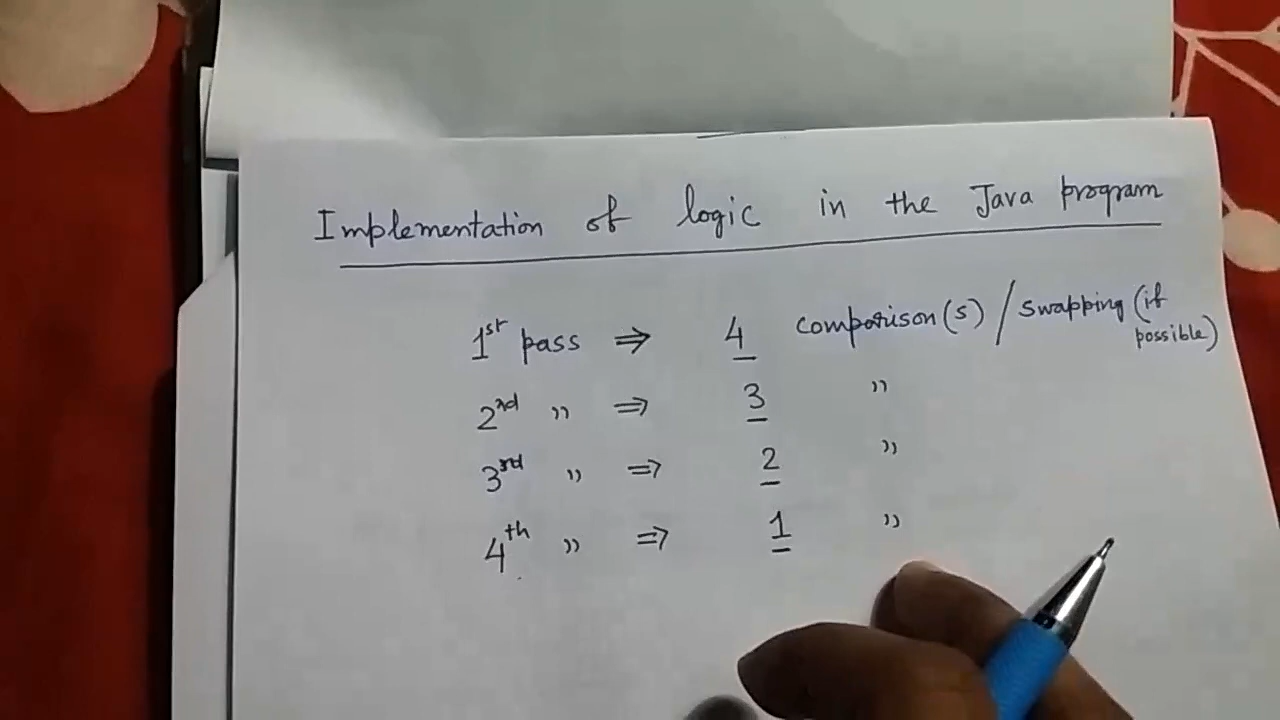 Implementation of logic in the Java program
1st pass ⇒ 4 comparison(s) / swapping (if possible)
2nd " ⇒ 3 "
3rd " ⇒ 2 "
4th " ⇒ 1 "